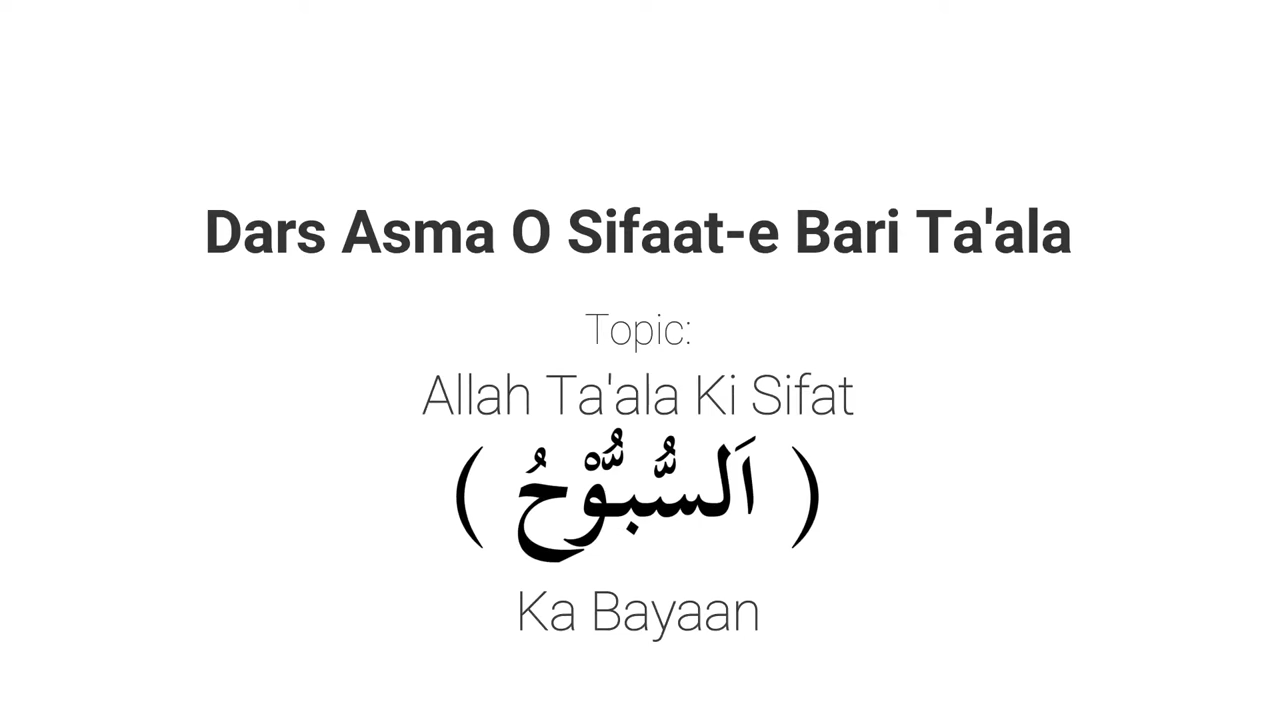 Dars Asma O Sifaat-e Bari Ta'ala
Topic:
Allah Ta'ala Ki Sifat
( اَلسُّبُّوْحُ )
Ka Bayaan